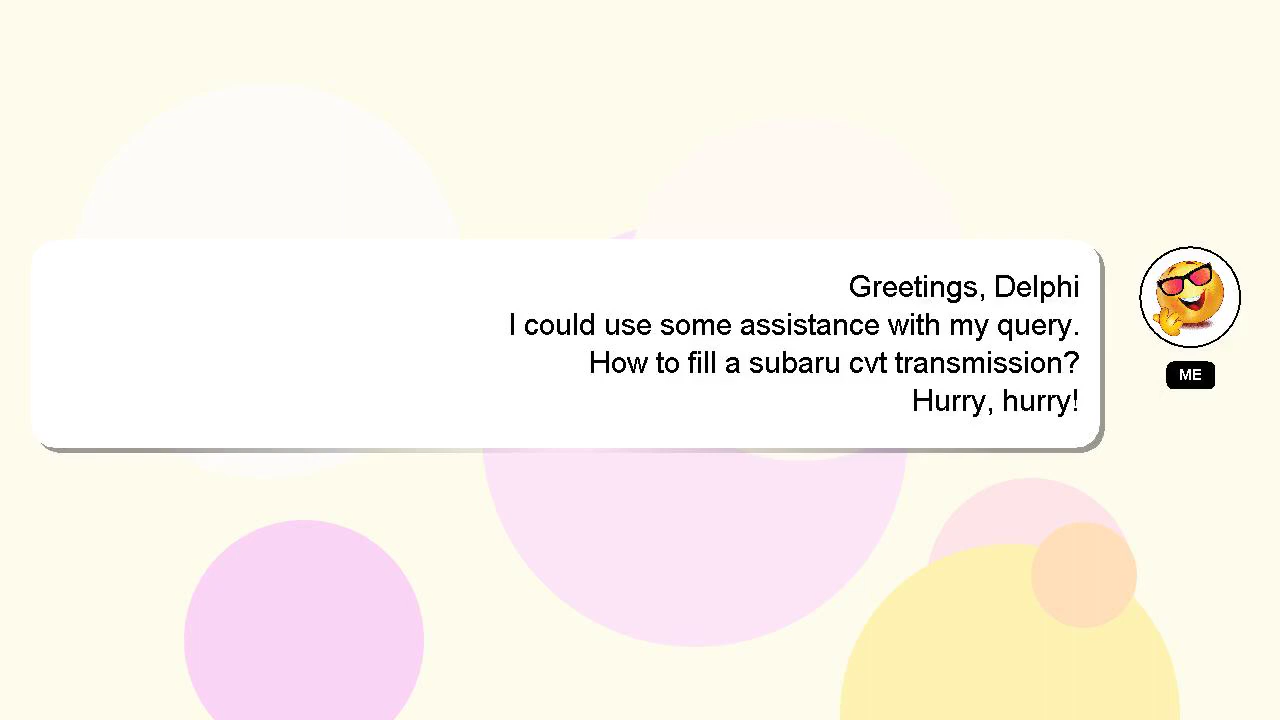 Greetings, Delphi
I could use some assistance with my query.
How to fill a subaru cvt transmission?
Hurry, hurry!
ME